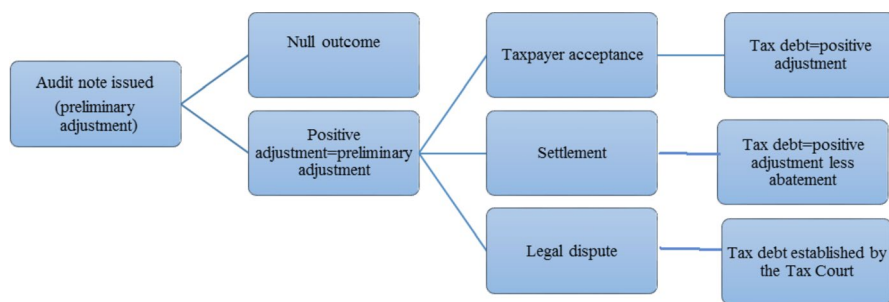 Audit note issued
(preliminary
adjustment)
Null outcome
Positive
adjustment=preliminary
adjustment
Taxpayer acceptance
Settlement
Legal dispute
Tax debt=positive
adjustment
Tax debt=positive
adjustment less
abatement
Tax debt established by
the Tax Court